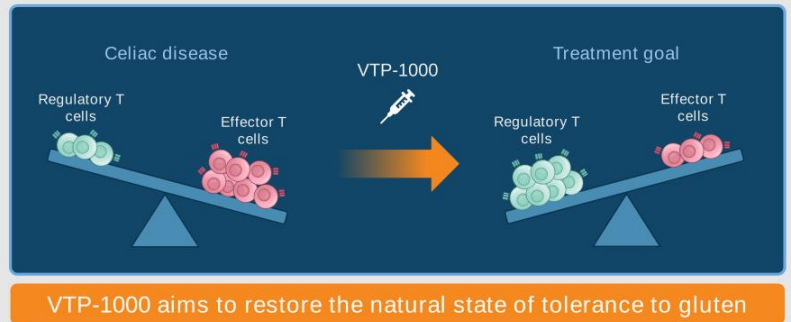 Celiac disease
VTP-1000
Treatment goal
Regulatory T
cells
Effector T
cells
Regulatory T
cells
Effector T
cells
VTP-1000 aims to restore the natural state of tolerance to gluten